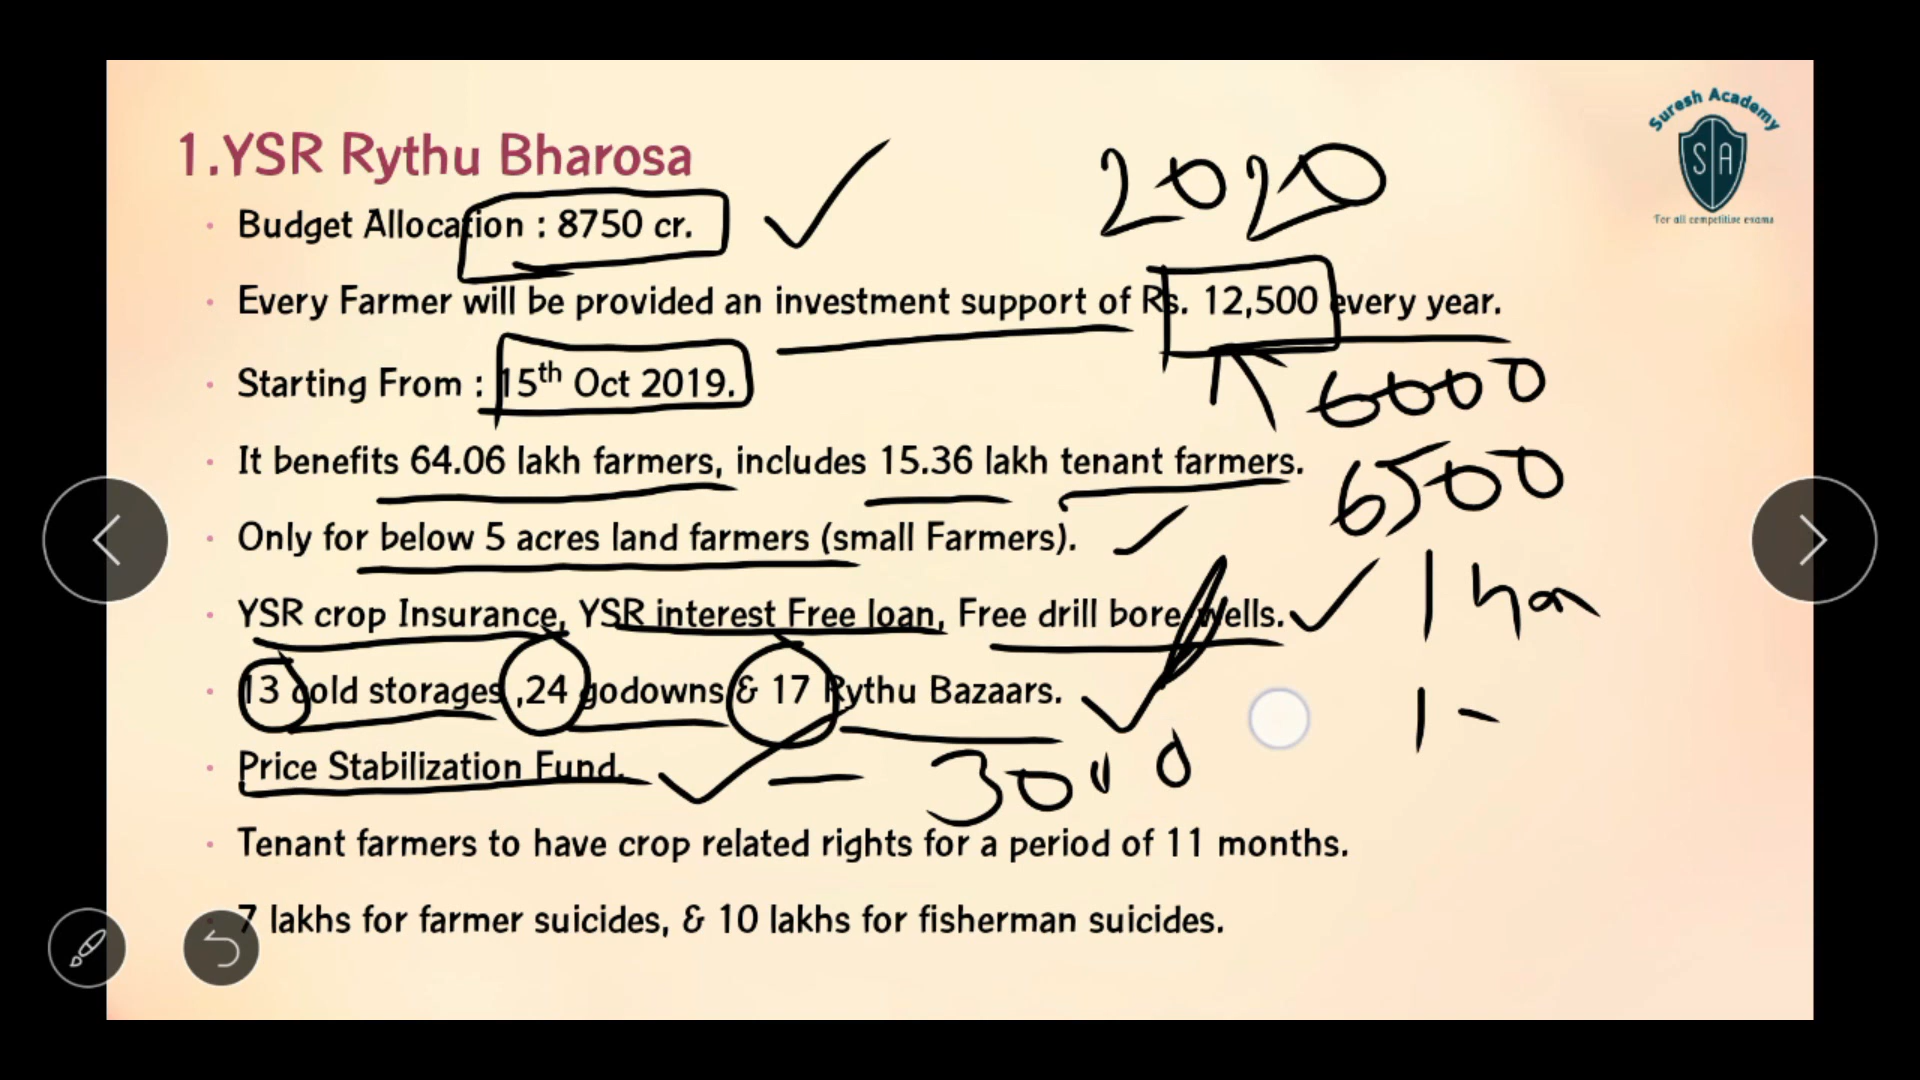 Suresh Academy
S A
For all competitive exams
1.YSR Rythu Bharosa
2020
• Budget Allocation : 8750 cr.
• Every Farmer will be provided an investment support of Rs. 12,500 every year.
• Starting From : 15th Oct 2019.
6000
• It benefits 64.06 lakh farmers, includes 15.36 lakh tenant farmers.
6500
• Only for below 5 acres land farmers (small Farmers).
• YSR crop Insurance, YSR interest Free loan, Free drill bore wells.
1
• 13 cold storages ,24 godowns & 17 Rythu Bazaars.
1 -
• Price Stabilization Fund.
- 3000
• Tenant farmers to have crop related rights for a period of 11 months.
• 7 lakhs for farmer suicides, & 10 lakhs for fisherman suicides.